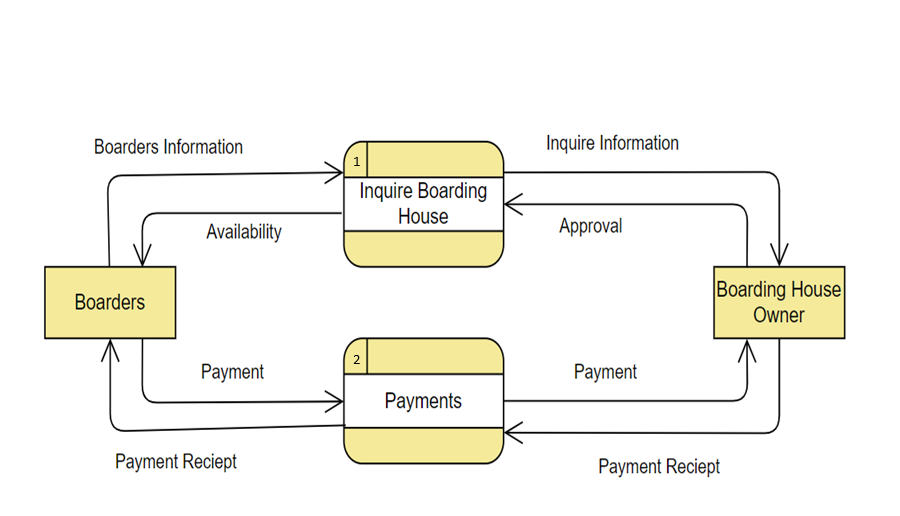 Boarders Information
Inquire Information
1
Inquire Boarding
House
Availability
Approval
Boarders
Boarding House
Owner
2
Payment
Payment
Payments
Payment Reciept
Payment Reciept